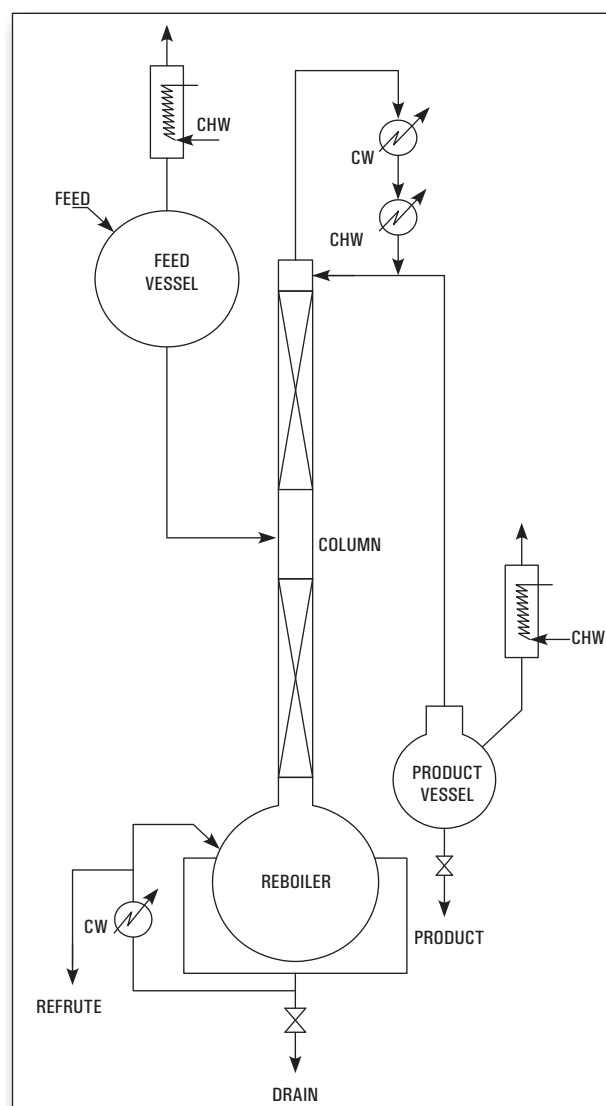 CHW
CW
FEED
FEED
VESSEL
CHW
COLUMN
CHW
PRODUCT
VESSEL
REBOILER
CW
PRODUCT
REFRUTE
DRAIN